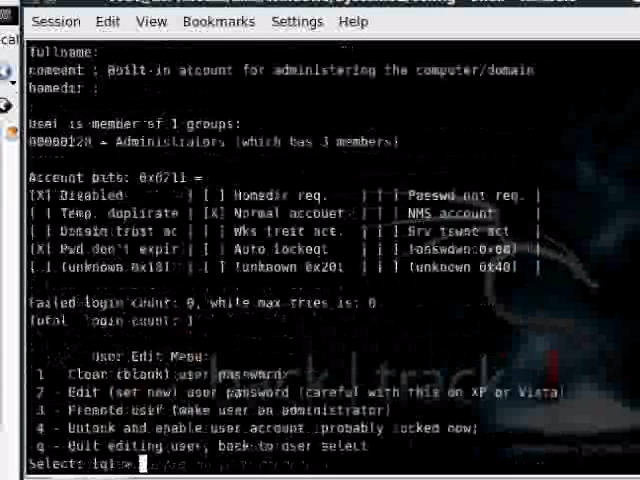 Session Edit View Bookmarks Settings Help
fullname:
comment : Built-in account for administering the computer/domain
homedir :
User is member of 1 groups:
00000220 = Administrators (which has 3 members)
Account bits: 0x0211 =
[X] Disabled | [ ] Homedir req. | [ ] Passwd not req. |
[ ] Temp. duplicate | [X] Normal account | [ ] NMS account |
[ ] Domain trust ac | [ ] Wks trust act. | [ ] Srv trust act |
[X] Pwd don't expir | [ ] Auto lockout | [ ] (unknown 0x08) |
[ ] (unknown 0x10) | [ ] (unknown 0x20) | [ ] (unknown 0x40) |
Failed login count: 0, while max tries is: 0
Total login count: 1
User Edit Menu:
1 - Clear (blank) user password
2 - Edit (set new) user password (careful with this on XP or Vista)
3 - Promote user (make user an administrator)
4 - Unlock and enable user account (probably locked now)
q - Quit editing user, back to user select
Select: [q] >
back | track